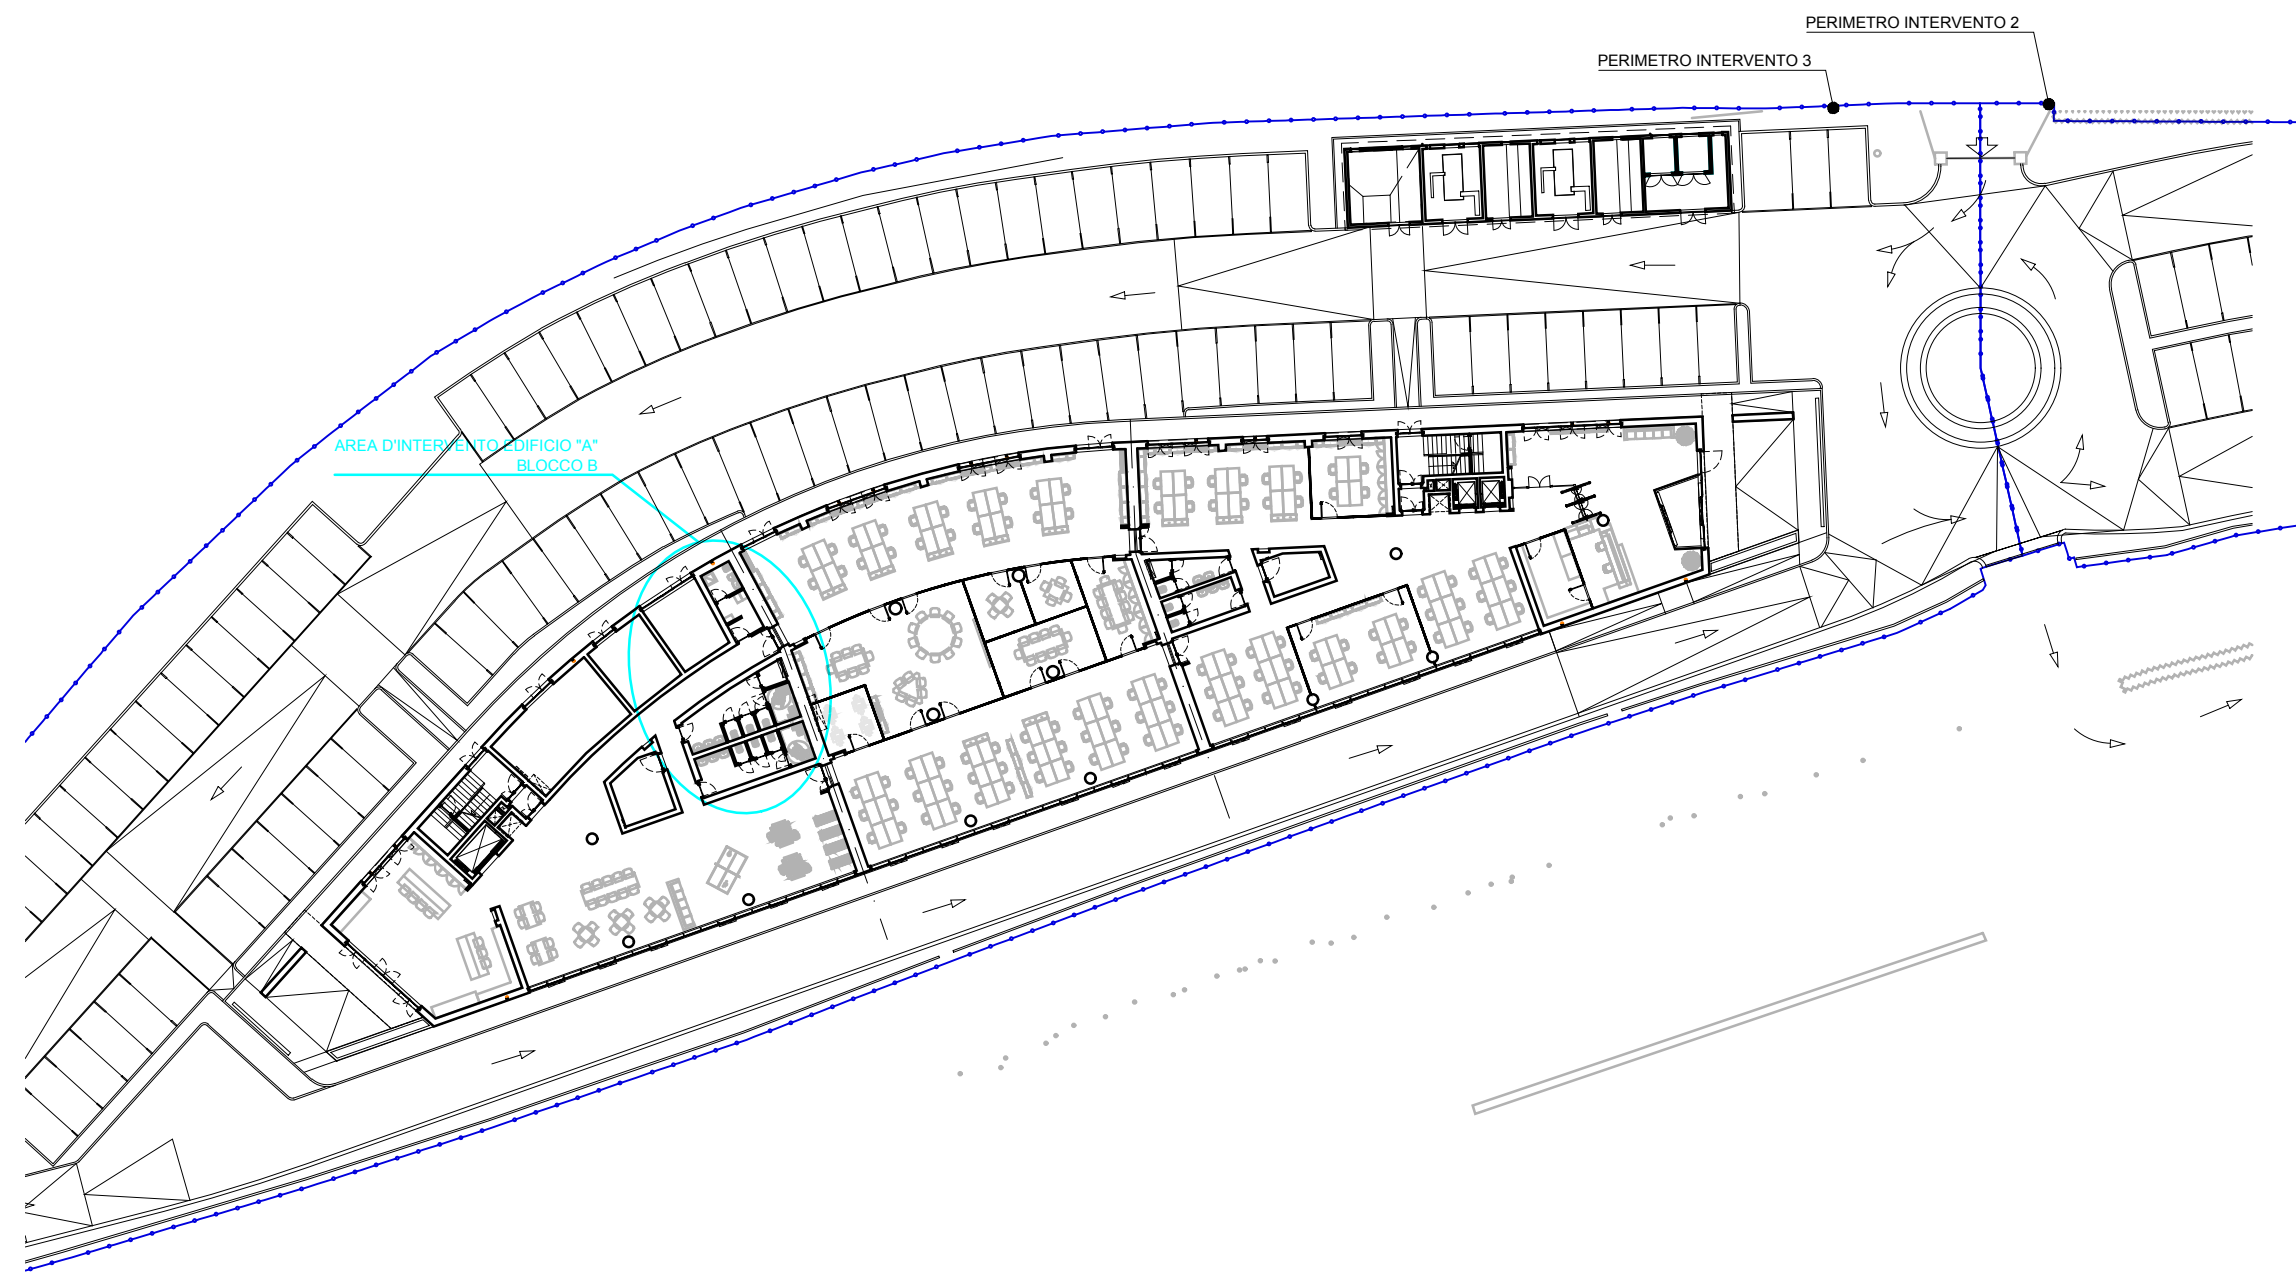 PERIMETRO INTERVENTO 2
PERIMETRO INTERVENTO 3
AREA D'INTERVENTO EDIFICIO "A"
BLOCCO B